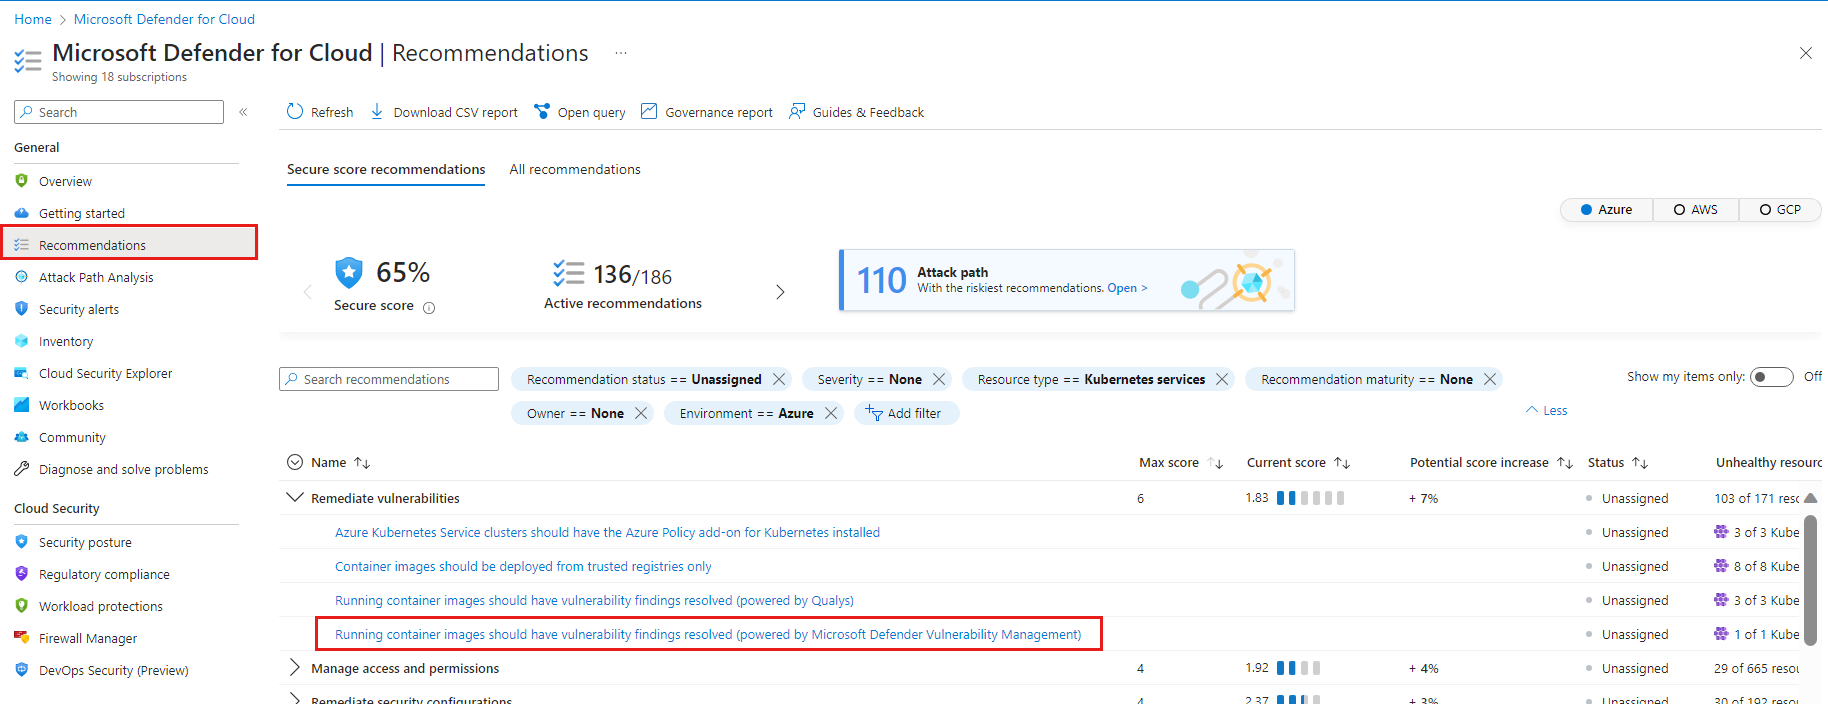 Home > Microsoft Defender for Cloud
Microsoft Defender for Cloud | Recommendations ...
Showing 18 subscriptions
Search «
General
Overview
Getting started
Recommendations
Attack Path Analysis
Security alerts
Inventory
Cloud Security Explorer
Workbooks
Community
Diagnose and solve problems
Cloud Security
Security posture
Regulatory compliance
Workload protections
Firewall Manager
DevOps Security (Preview)
Refresh Download CSV report Open query Governance report Guides & Feedback
Secure score recommendations All recommendations
Azure AWS GCP
65% 136/186
Secure score Active recommendations
110 Attack path
With the riskiest recommendations. Open >
Search recommendations Recommendation status == Unassigned Severity == None Resource type == Kubernetes services Recommendation maturity == None Show my items only: Off
Owner == None Environment == Azure Add filter Less
Name Max score Current score Potential score increase Status Unhealthy resourc
Remediate vulnerabilities 6 1.83 + 7% Unassigned 103 of 171 resc
Azure Kubernetes Service clusters should have the Azure Policy add-on for Kubernetes installed Unassigned 3 of 3 Kube
Container images should be deployed from trusted registries only Unassigned 8 of 8 Kube
Running container images should have vulnerability findings resolved (powered by Qualys) Unassigned 3 of 3 Kube
Running container images should have vulnerability findings resolved (powered by Microsoft Defender Vulnerability Management) Unassigned 1 of 1 Kube
Manage access and permissions 4 1.92 + 4% Unassigned 29 of 665 resou
Remediate security configurations 4 2.37 + 3% Unassigned 30 of 192 resou